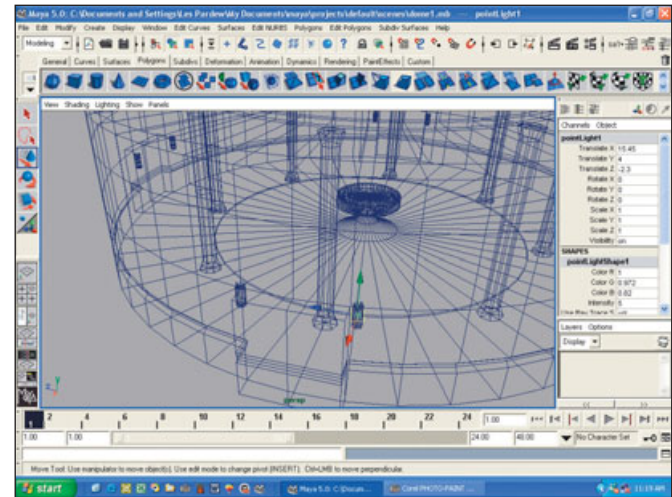 Maya 5.0: C:\Documents and Settings\Les Pardew\My Documents\maya\projects\default\scenes\dome1.mb --- pointLight1
File Edit Modify Create Display Window Edit Curves Surfaces Edit NURBS Polygons Edit Polygons Subdiv Surfaces Help
Modeling
General Curves Surfaces Polygons Subdivs Deformation Animation Dynamics Rendering PaintEffects Custom
View Shading Lighting Show Panels
Channels Object
pointLight1
Translate X 15.45
Translate Y 4
Translate Z -2.3
Rotate X 0
Rotate Y 0
Rotate Z 0
Scale X 1
Scale Y 1
Scale Z 1
Visibility on
SHAPES
pointLightShape1
Color R 1
Color G 0.972
Color B 0.82
Intensity 5
Layers Options
Display
y
z
persp
2 4 6 8 10 12 14 16 18 20 22 24 1.00
1.00 1.00 24.00 48.00 No Character Set
Move Tool: Use manipulator to move object(s). Use edit mode to change pivot (INSERT). Ctrl+LMB to move perpendicular.
start Maya 5.0: C:\Docum... Corel PHOTO-PAINT ... 11:19 AM